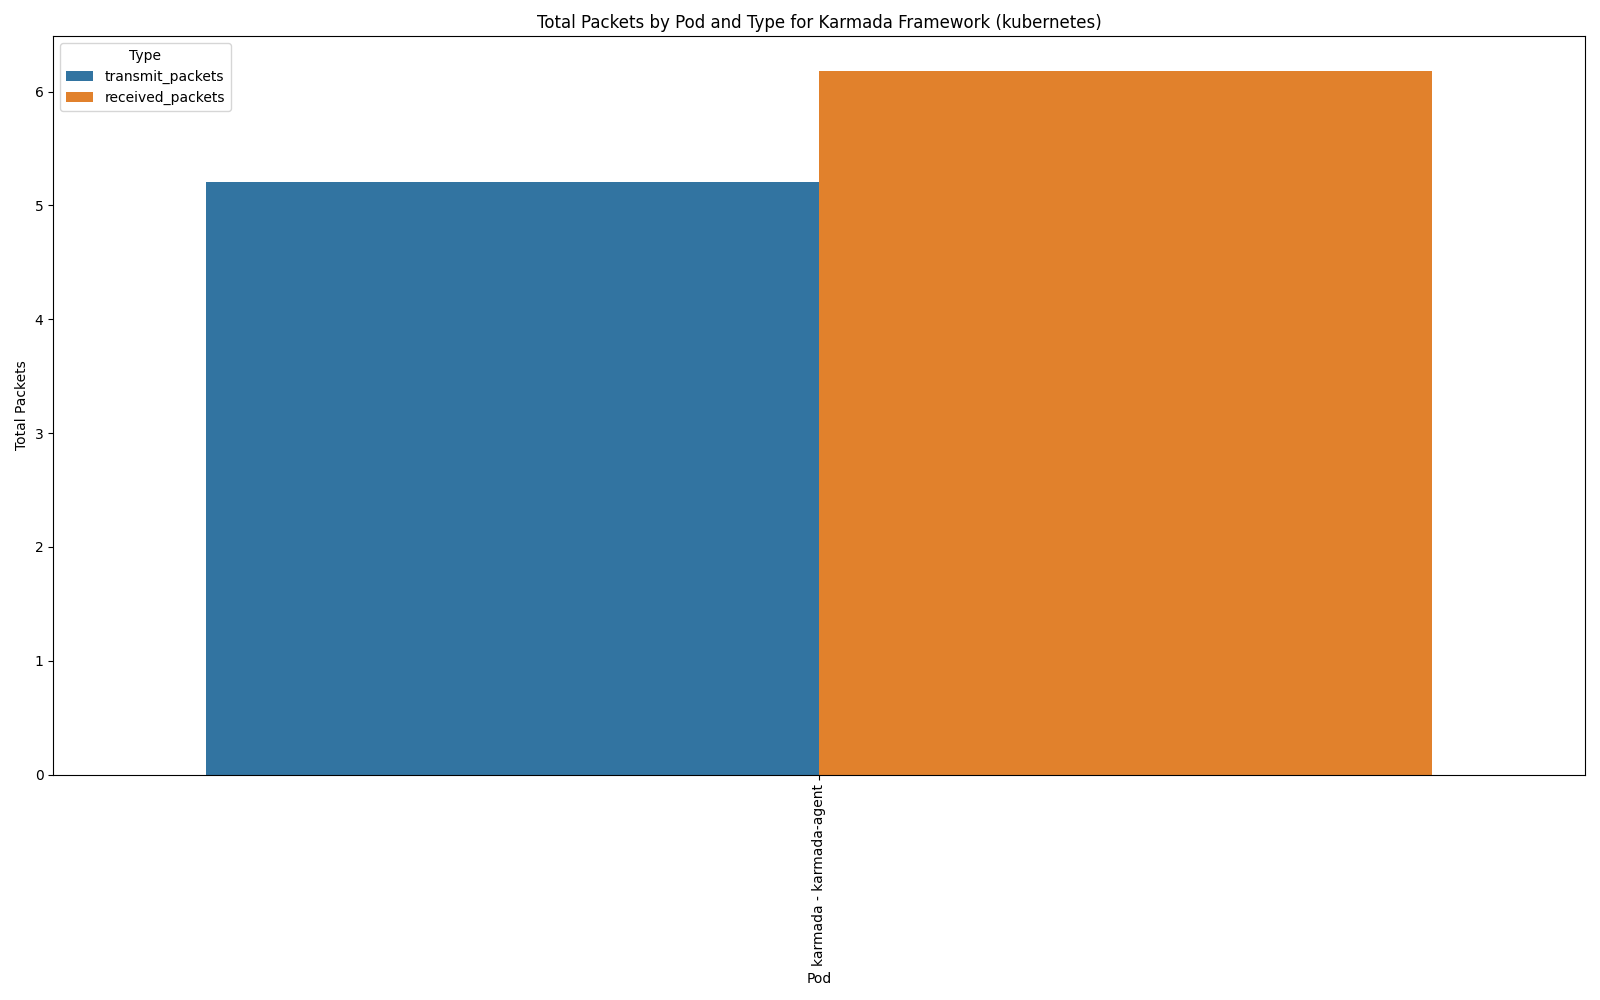 Total Packets by Pod and Type for Karmada Framework (kubernetes)
Type
transmit_packets
received_packets
Total Packets
6
5
4
3
2
1
0
karmada - karmada-agent
Pod